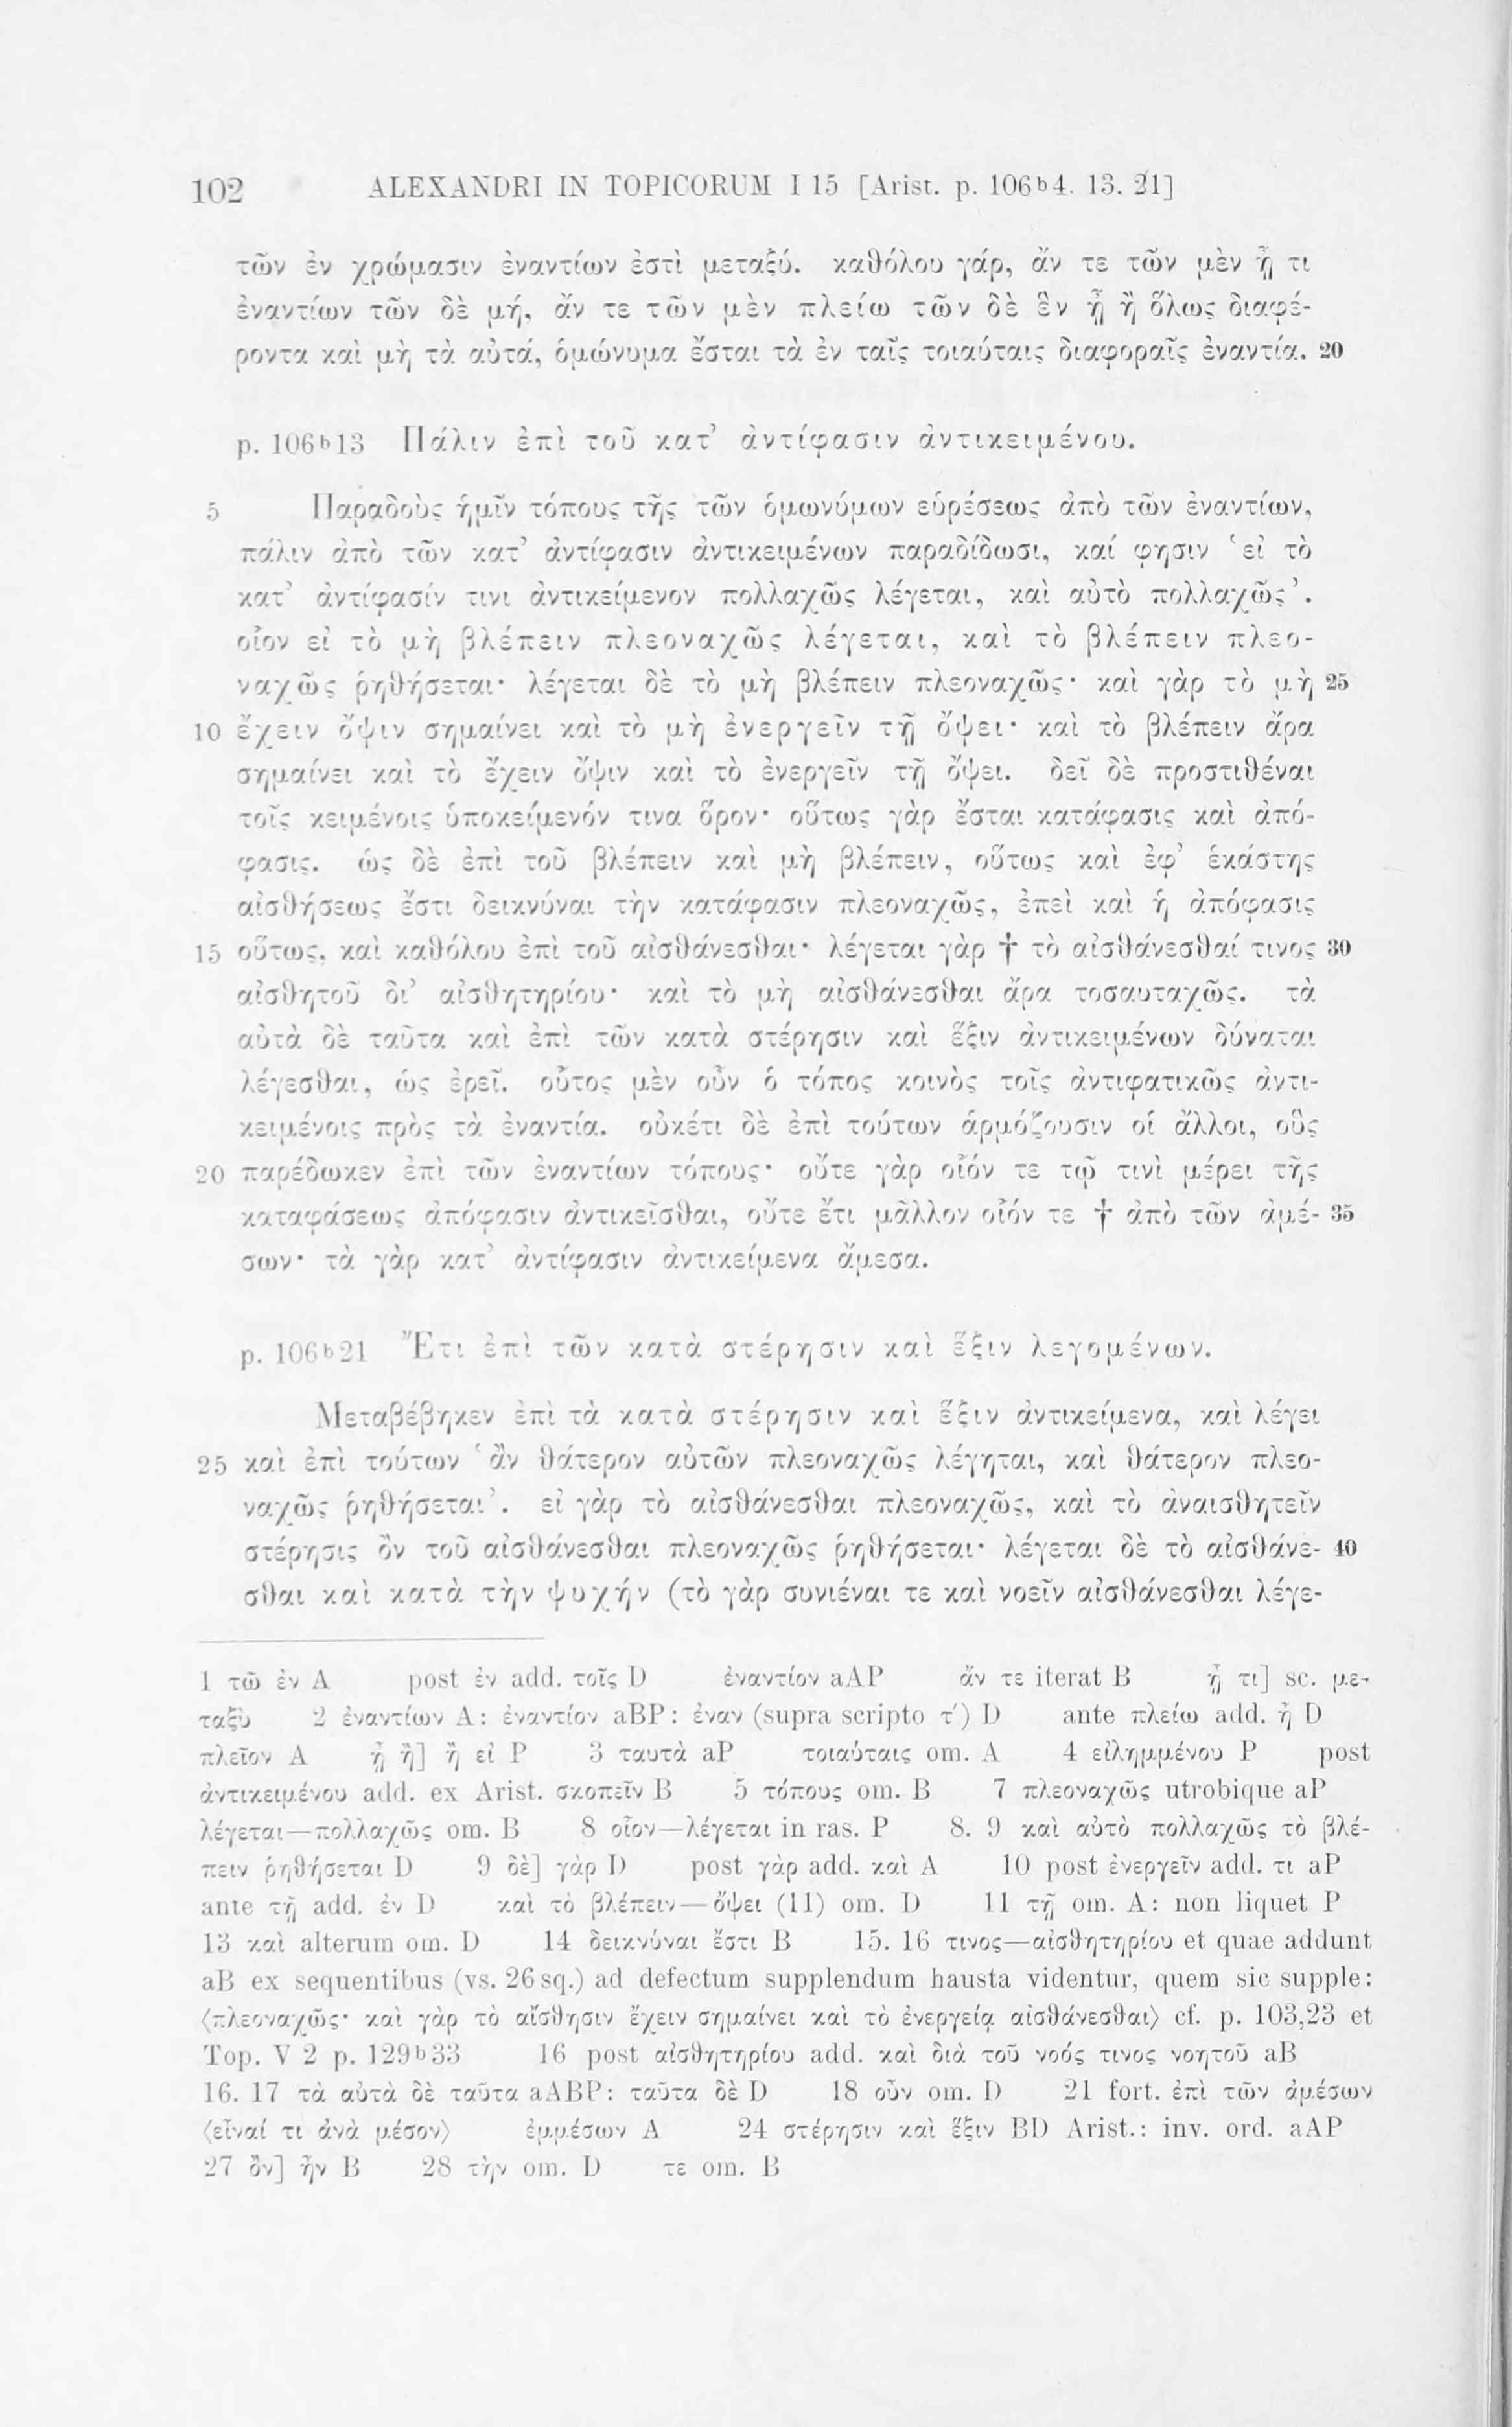 102 ALEXANDRI IN TOPICORUM I 15 [Arist. p. 106b4. 13. 21]
τῶν ἐν χρώμασιν ἐναντίων ἐστὶ μεταξύ. καθόλου γάρ, ἄν τε τῶν μὲν ᾖ τι
ἐναντίων τῶν δὲ μή, ἄν τε τῶν μὲν πλείω τῶν δὲ ἓν ᾖ ἢ ὅλως διαφέ-
ροντα καὶ μὴ τὰ αὐτά, ὁμώνυμα ἔσται τὰ ἐν ταῖς τοιαύταις διαφοραῖς ἐναντία. 20
p. 106b13 Πάλιν ἐπὶ τοῦ κατ’ ἀντίφασιν ἀντικειμένου.
5 Παραδοὺς ἡμῖν τόπους τῆς τῶν ὁμωνύμων εὑρέσεως ἀπὸ τῶν ἐναντίων,
πάλιν ἀπὸ τῶν κατ’ ἀντίφασιν ἀντικειμένων παραδίδωσι, καί φησιν ‘εἰ τὸ
κατ’ ἀντίφασίν τινι ἀντικείμενον πολλαχῶς λέγεται, καὶ αὐτὸ πολλαχῶς’.
οἷον εἰ τὸ μὴ βλέπειν πλεοναχῶς λέγεται, καὶ τὸ βλέπειν πλεο-
ναχῶς ῥηθήσεται· λέγεται δὲ τὸ μὴ βλέπειν πλεοναχῶς· καὶ γὰρ τὸ μὴ 25
10 ἔχειν ὄψιν σημαίνει καὶ τὸ μὴ ἐνεργεῖν τῇ ὄψει· καὶ τὸ βλέπειν ἄρα
σημαίνει καὶ τὸ ἔχειν ὄψιν καὶ τὸ ἐνεργεῖν τῇ ὄψει. δεῖ δὲ προστιθέναι
τοῖς κειμένοις ὑποκείμενόν τινα ὅρον· οὕτως γὰρ ἔσται κατάφασις καὶ ἀπό-
φασις. ὡς δὲ ἐπὶ τοῦ βλέπειν καὶ μὴ βλέπειν, οὕτως καὶ ἐφ’ ἑκάστης
αἰσθήσεως ἔστι δεικνύναι τὴν κατάφασιν πλεοναχῶς, ἐπεὶ καὶ ἡ ἀπόφασις
15 οὕτως, καὶ καθόλου ἐπὶ τοῦ αἰσθάνεσθαι· λέγεται γὰρ † τὸ αἰσθάνεσθαί τινος 30
αἰσθητοῦ δι’ αἰσθητηρίου· καὶ τὸ μὴ αἰσθάνεσθαι ἄρα τοσαυταχῶς. τὰ
αὐτὰ δὲ ταῦτα καὶ ἐπὶ τῶν κατὰ στέρησιν καὶ ἕξιν ἀντικειμένων δύναται
λέγεσθαι, ὡς ἐρεῖ. οὗτος μὲν οὖν ὁ τόπος κοινὸς τοῖς ἀντιφατικῶς ἀντι-
κειμένοις πρὸς τὰ ἐναντία. οὐκέτι δὲ ἐπὶ τούτων ἁρμόζουσιν οἱ ἄλλοι, οὓς
20 παρέδωκεν ἐπὶ τῶν ἐναντίων τόπους· οὔτε γὰρ οἷόν τε τῷ τινὶ μέρει τῆς
καταφάσεως ἀπόφασιν ἀντικεῖσθαι, οὔτε ἔτι μᾶλλον οἷόν τε † ἀπὸ τῶν ἀμέ- 35
σων· τὰ γὰρ κατ’ ἀντίφασιν ἀντικείμενα ἄμεσα.
p. 106b21 Ἔτι ἐπὶ τῶν κατὰ στέρησιν καὶ ἕξιν λεγομένων.
Μεταβέβηκεν ἐπὶ τὰ κατὰ στέρησιν καὶ ἕξιν ἀντικείμενα, καὶ λέγει
25 καὶ ἐπὶ τούτων ‘ἂν θάτερον αὐτῶν πλεοναχῶς λέγηται, καὶ θάτερον πλεο-
ναχῶς ῥηθήσεται’. εἰ γὰρ τὸ αἰσθάνεσθαι πλεοναχῶς, καὶ τὸ ἀναισθητεῖν
στέρησις ὂν τοῦ αἰσθάνεσθαι πλεοναχῶς ῥηθήσεται· λέγεται δὲ τὸ αἰσθάνε- 40
σθαι καὶ κατὰ τὴν ψυχήν (τὸ γὰρ συνιέναι τε καὶ νοεῖν αἰσθάνεσθαι λέγε-
1 τῶ ἐν A post ἐν add. τοῖς D ἐναντίον aAP ἄν τε iterat B ᾖ τι] sc. με-
ταξὺ 2 ἐναντίων A: ἐναντίον aBP: ἐναν (supra scripto τ´) D ante πλείω add. ᾖ D
πλεῖον A ᾖ ἢ] ἢ εἰ P 3 ταυτὰ aP τοιαύταις om. A 4 εἰλημμένου P post
ἀντικειμένου add. ex Arist. σκοπεῖν B 5 τόπους om. B 7 πλεοναχῶς utrobique aP
λέγεται—πολλαχῶς om. B 8 οἷον—λέγεται in ras. P 8. 9 καὶ αὐτὸ πολλαχῶς τὸ βλέ-
πειν ῥηθήσεται D 9 δὲ] γὰρ D post γὰρ add. καὶ A 10 post ἐνεργεῖν add. τι aP
ante τῇ add. ἐν D καὶ τὸ βλέπειν—ὄψει (11) om. D 11 τῇ om. A: non liquet P
13 καὶ alterum om. D 14 δεικνύναι ἔστι B 15. 16 τινος—αἰσθητηρίου et quae addunt
aB ex sequentibus (vs. 26 sq.) ad defectum supplendum hausta videntur, quem sic supple:
⟨πλεοναχῶς· καὶ γὰρ τὸ αἴσθησιν ἔχειν σημαίνει καὶ τὸ ἐνεργείᾳ αἰσθάνεσθαι⟩ cf. p. 103,23 et
Top. V 2 p. 129b33 16 post αἰσθητηρίου add. καὶ διὰ τοῦ νοός τινος νοητοῦ aB
16. 17 τὰ αὐτὰ δὲ ταῦτα aABP: ταῦτα δὲ D 18 οὖν om. D 21 fort. ἐπὶ τῶν ἀμέσων
⟨εἶναί τι ἀνὰ μέσον⟩ ἐμμέσων A 24 στέρησιν καὶ ἕξιν BD Arist.: inv. ord. aAP
27 ὂν] ἦν B 28 τὴν om. D τε om. B